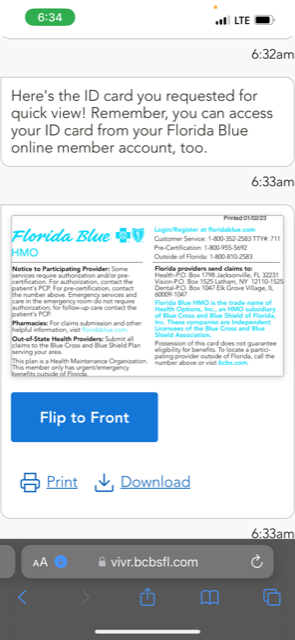 6:34
LTE
6:32am
Here's the ID card you requested for
quick view! Remember, you can access
your ID card from your Florida Blue
online member account, too.
6:33am
Printed:01/02/23
Florida Blue
HMO
Notice to Participating Provider: Some
services require authorization and/or pre-
certification. For authorization, contact the
patient's PCP. For pre-certification, contact
the number above. Emergency services and
care in the emergency room do not require
authorization; for follow-up care contact the
patient's PCP.
Pharmacies: For claims submission and other
helpful information, visit floridablue.com
Out-of-State Health Providers: Submit all
claims to the Blue Cross and Blue Shield Plan
serving your area.
This plan is a Health Maintenance Organization.
This member only has urgent/emergency
benefits outside of Florida.
Login/Register at floridablue.com
Customer Service: 1-800-352-2583 TTY#: 711
Pre-Certification: 1-800-955-5692
Outside of Florida: 1-800-810-2583
Florida providers send claims to:
Health-P.O. Box 1798 Jacksonville, FL 32231
Vision-P.O. Box 1525 Latham, NY 12110-1525
Dental-P.O. Box 1047 Elk Grove Village, IL
60009-1047
Florida Blue HMO is the trade name of
Health Options, Inc., an HMO subsidiary
of Blue Cross and Blue Shield of Florida,
Inc. These companies are Independent
Licensees of the Blue Cross and Blue
Shield Association.
Possession of this card does not guarantee
eligibility for benefits. To locate a partici-
pating provider outside of Florida, call the
number above or visit bcbs.com.
Flip to Front
Print
Download
6:33am
AA
vivr.bcbsfl.com